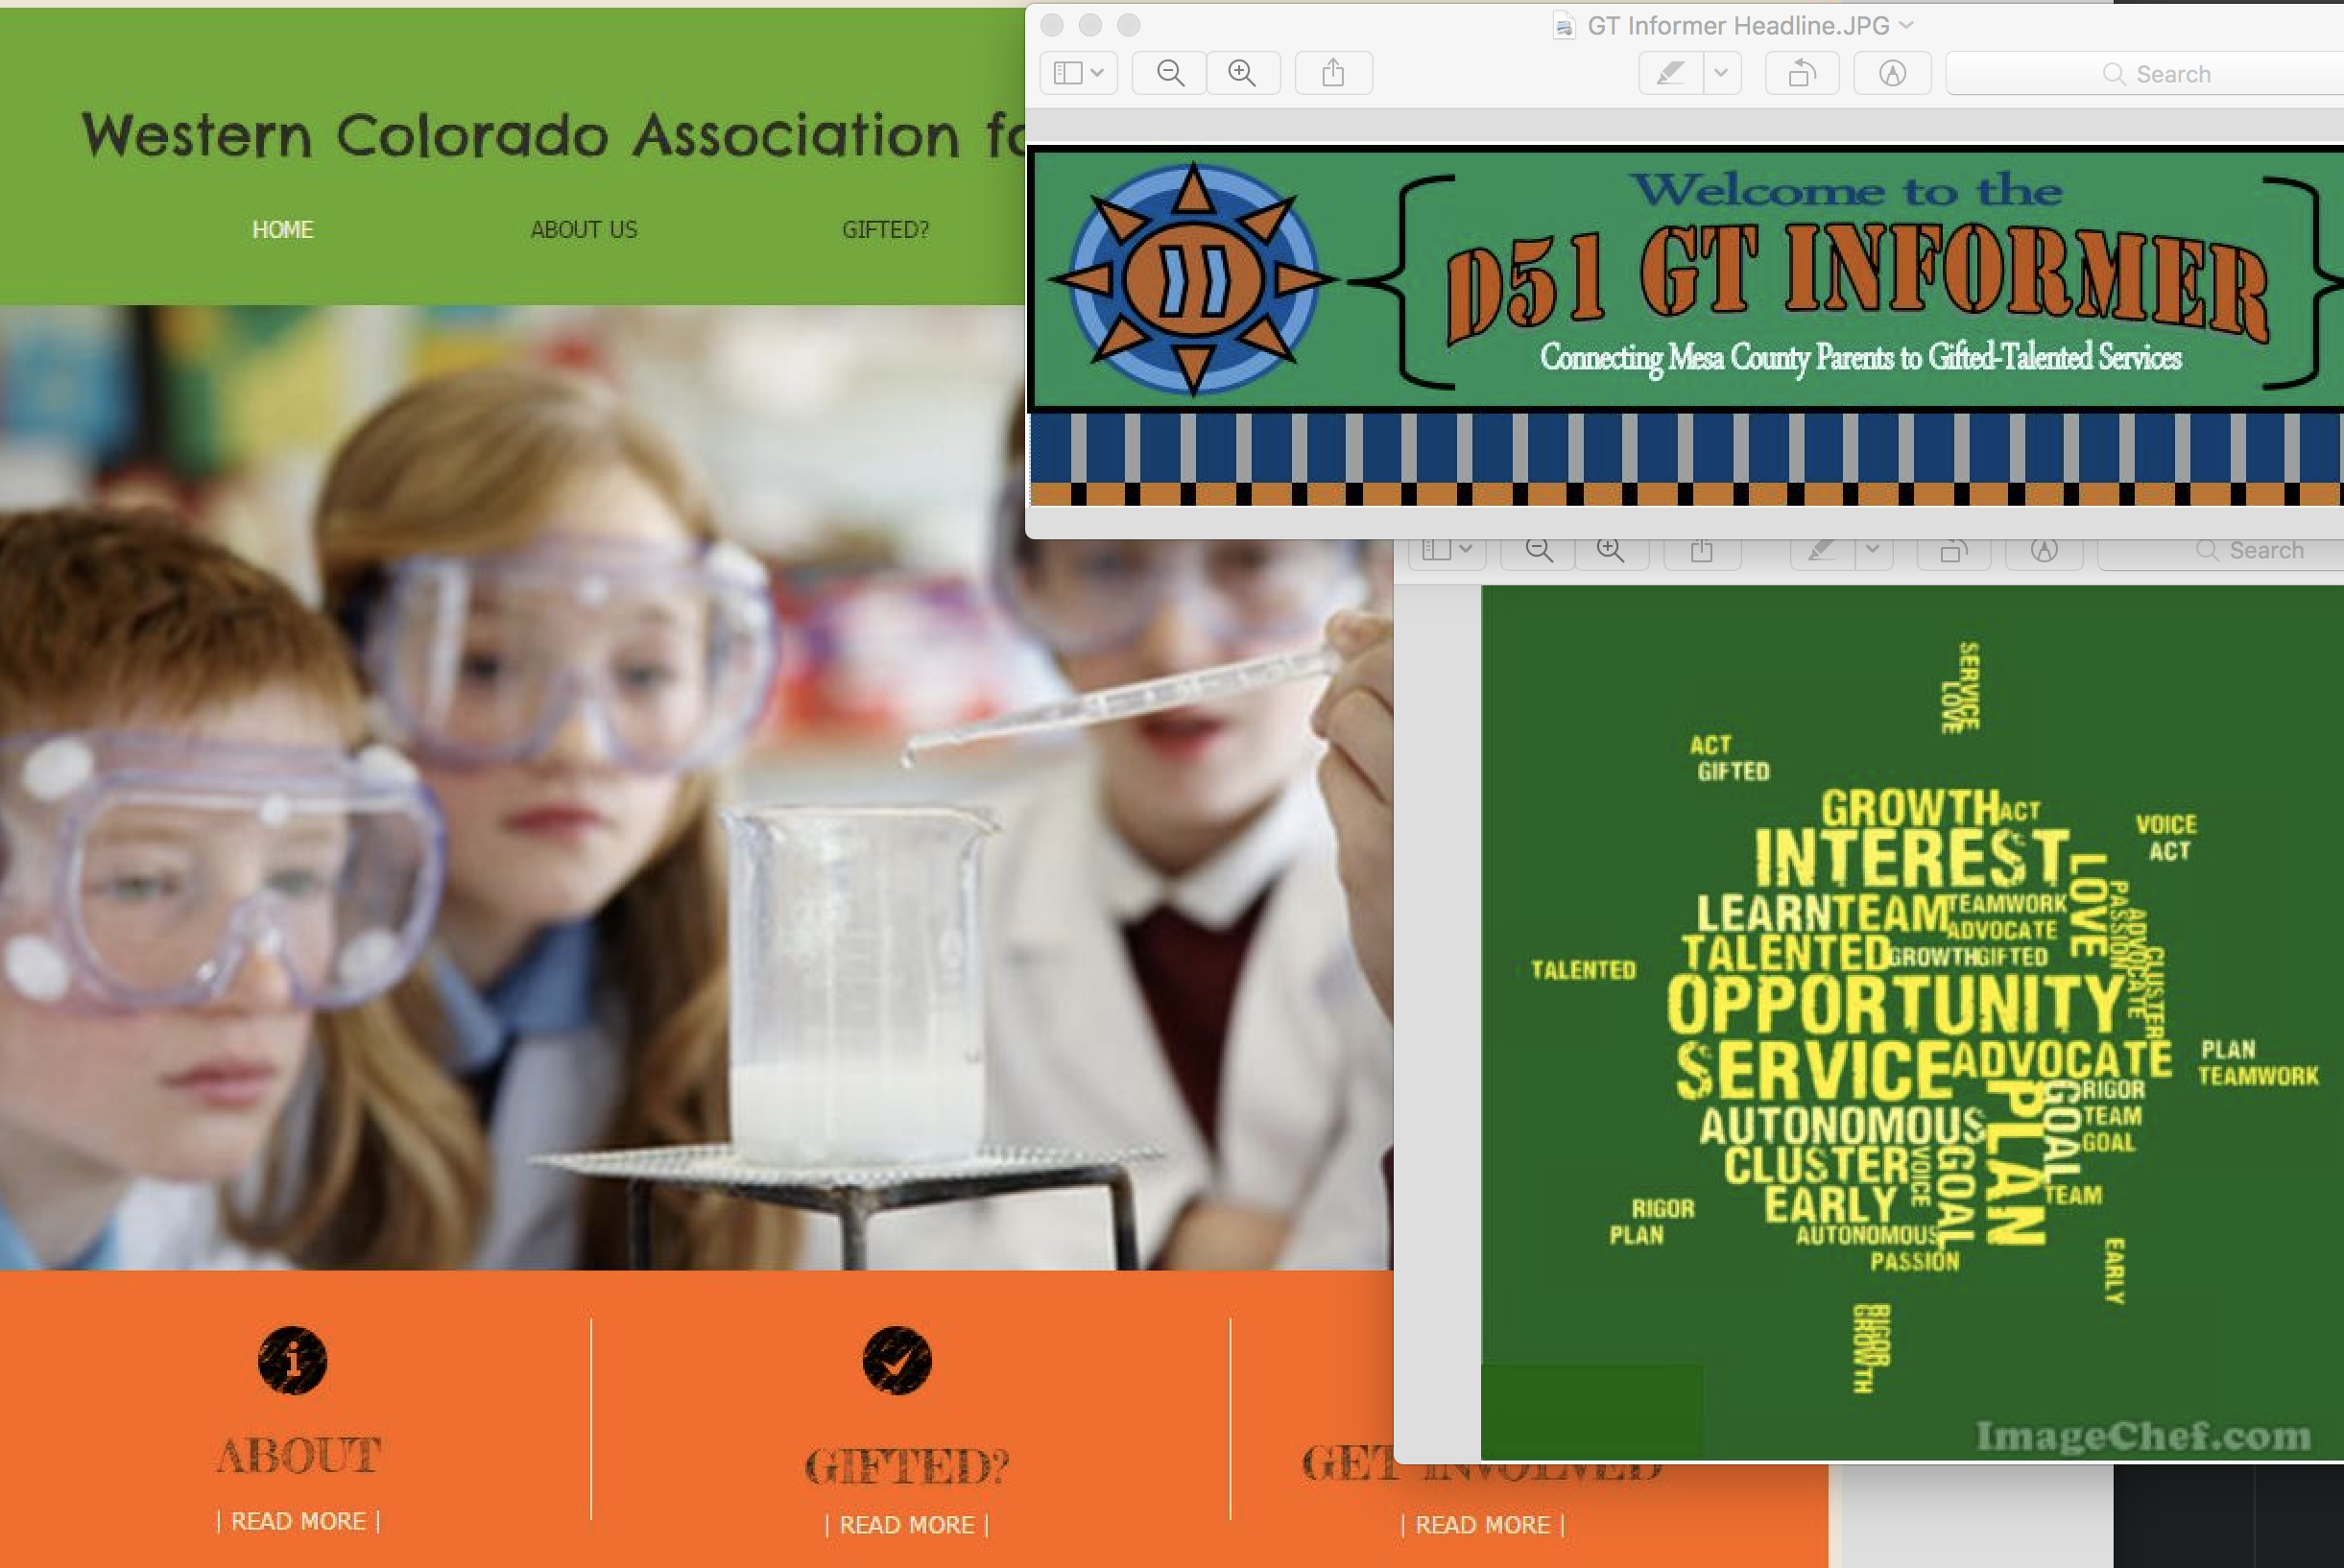 Western Colorado Association fo
HOME
ABOUT US
GIFTED?
GT Informer Headline.JPG
Search
Welcome to the
D51 GT INFORMER
Connecting Mesa County Parents to Gifted-Talented Services
Search
SERVICE
LOVE
ACT
GIFTED
GROWTH ACT
VOICE
ACT
INTEREST
LOVE
PASSION
ADVOCATE
CLUSTER
LEARN TEAM TEAMWORK
ADVOCATE
TALENTED GROWTH GIFTED
TALENTED
OPPORTUNITY
SERVICE ADVOCATE
PLAN
TEAMWORK
PLAN
GOAL
RIGOR
TEAM
GOAL
AUTONOMOUS
CLUSTER
VOICE
GOAL
EARLY
TEAM
AUTONOMOUS
PASSION
RIGOR
PLAN
EARLY
RIGOR
GROWTH
ImageChef.com
i
ABOUT
| READ MORE |
GIFTED?
| READ MORE |
GET INVOLVED
| READ MORE |